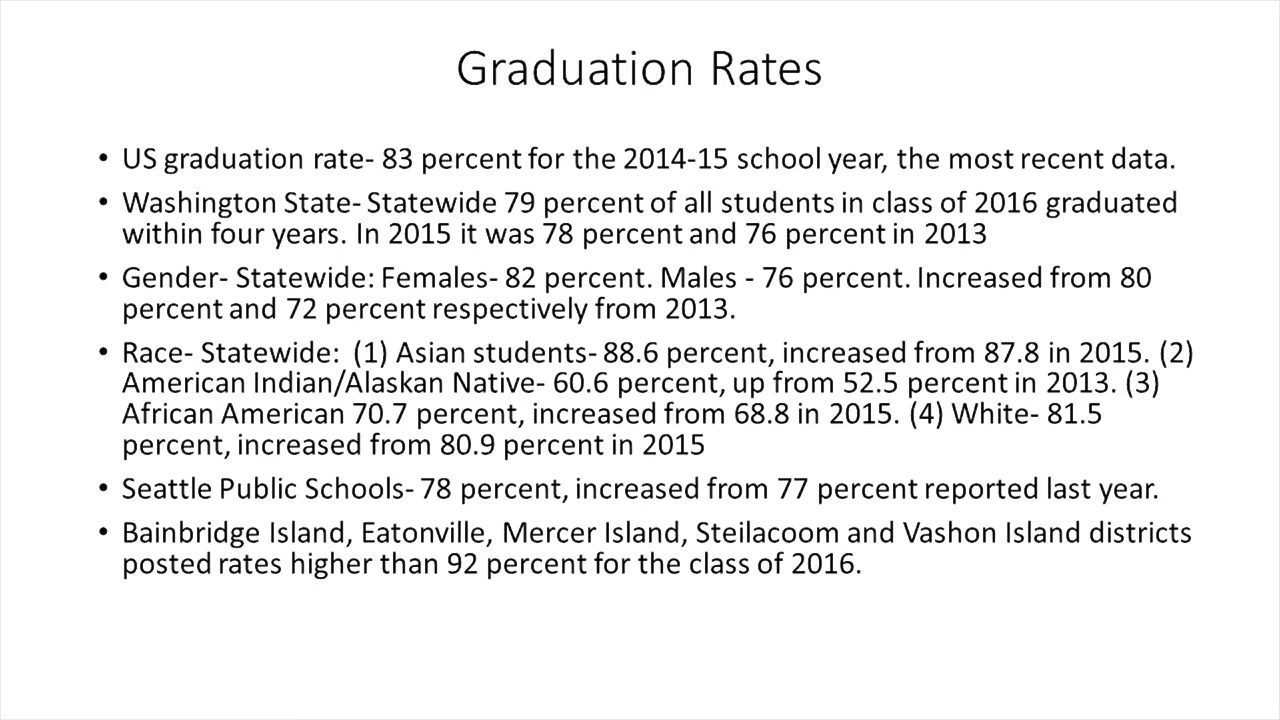 Graduation Rates
• US graduation rate- 83 percent for the 2014-15 school year, the most recent data.
• Washington State- Statewide 79 percent of all students in class of 2016 graduated
within four years. In 2015 it was 78 percent and 76 percent in 2013
• Gender- Statewide: Females- 82 percent. Males - 76 percent. Increased from 80
percent and 72 percent respectively from 2013.
• Race- Statewide: (1) Asian students- 88.6 percent, increased from 87.8 in 2015. (2)
American Indian/Alaskan Native- 60.6 percent, up from 52.5 percent in 2013. (3)
African American 70.7 percent, increased from 68.8 in 2015. (4) White- 81.5
percent, increased from 80.9 percent in 2015
• Seattle Public Schools- 78 percent, increased from 77 percent reported last year.
• Bainbridge Island, Eatonville, Mercer Island, Steilacoom and Vashon Island districts
posted rates higher than 92 percent for the class of 2016.